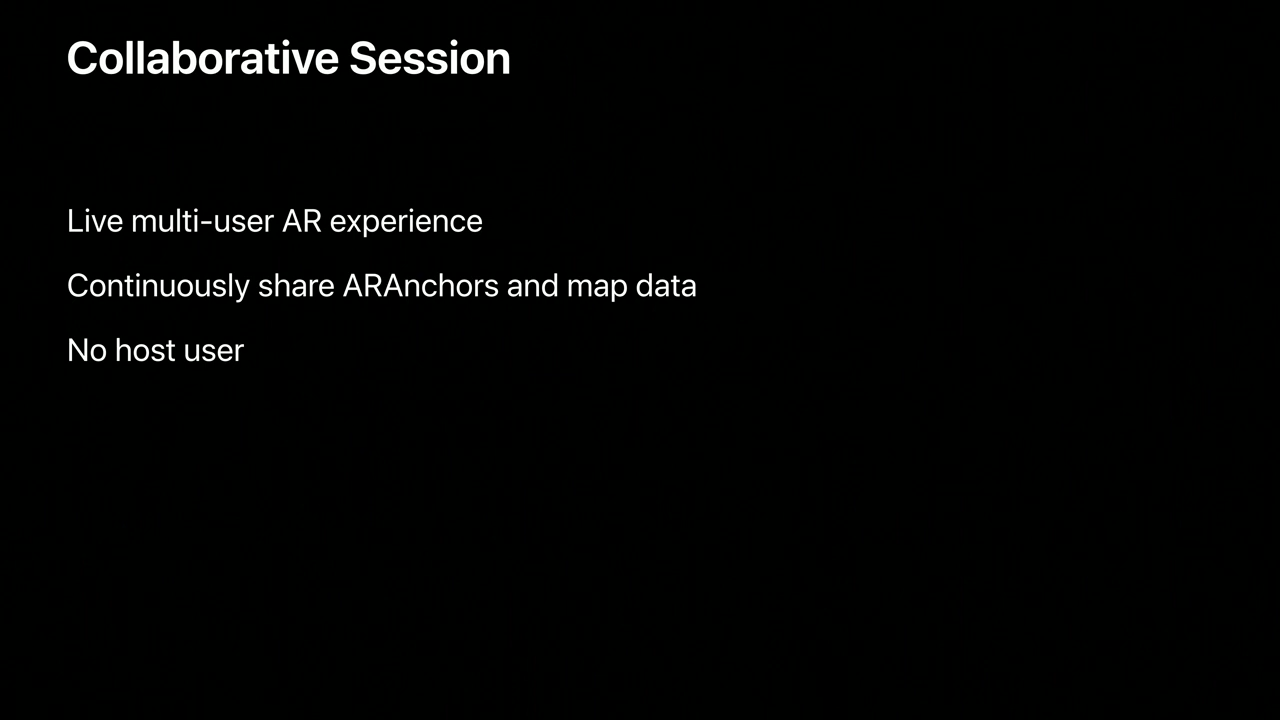 Collaborative Session
Live multi-user AR experience
Continuously share ARAnchors and map data
No host user